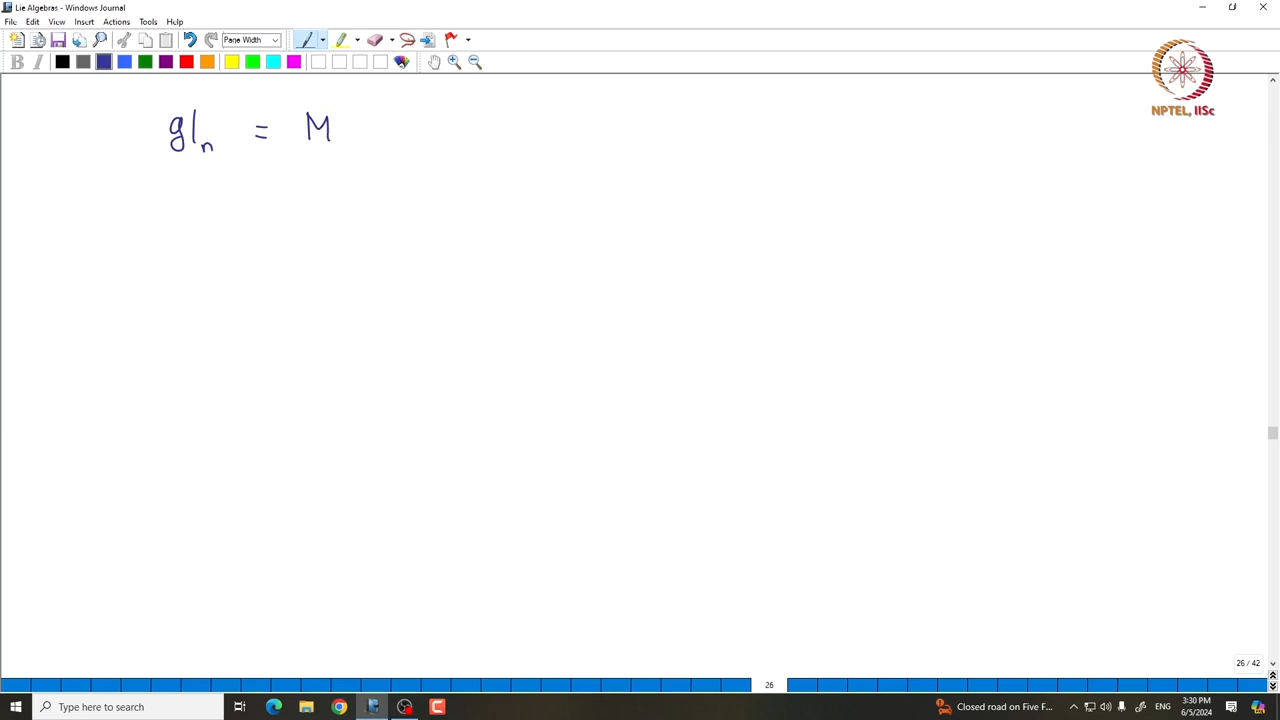 Lie Algebras - Windows Journal
File Edit View Insert Actions Tools Help
Page Width
B I
NPTEL, IISc
gl_n = M
26 / 42
26
Type here to search
Closed road on Five F... ENG 3:30 PM
6/5/2024